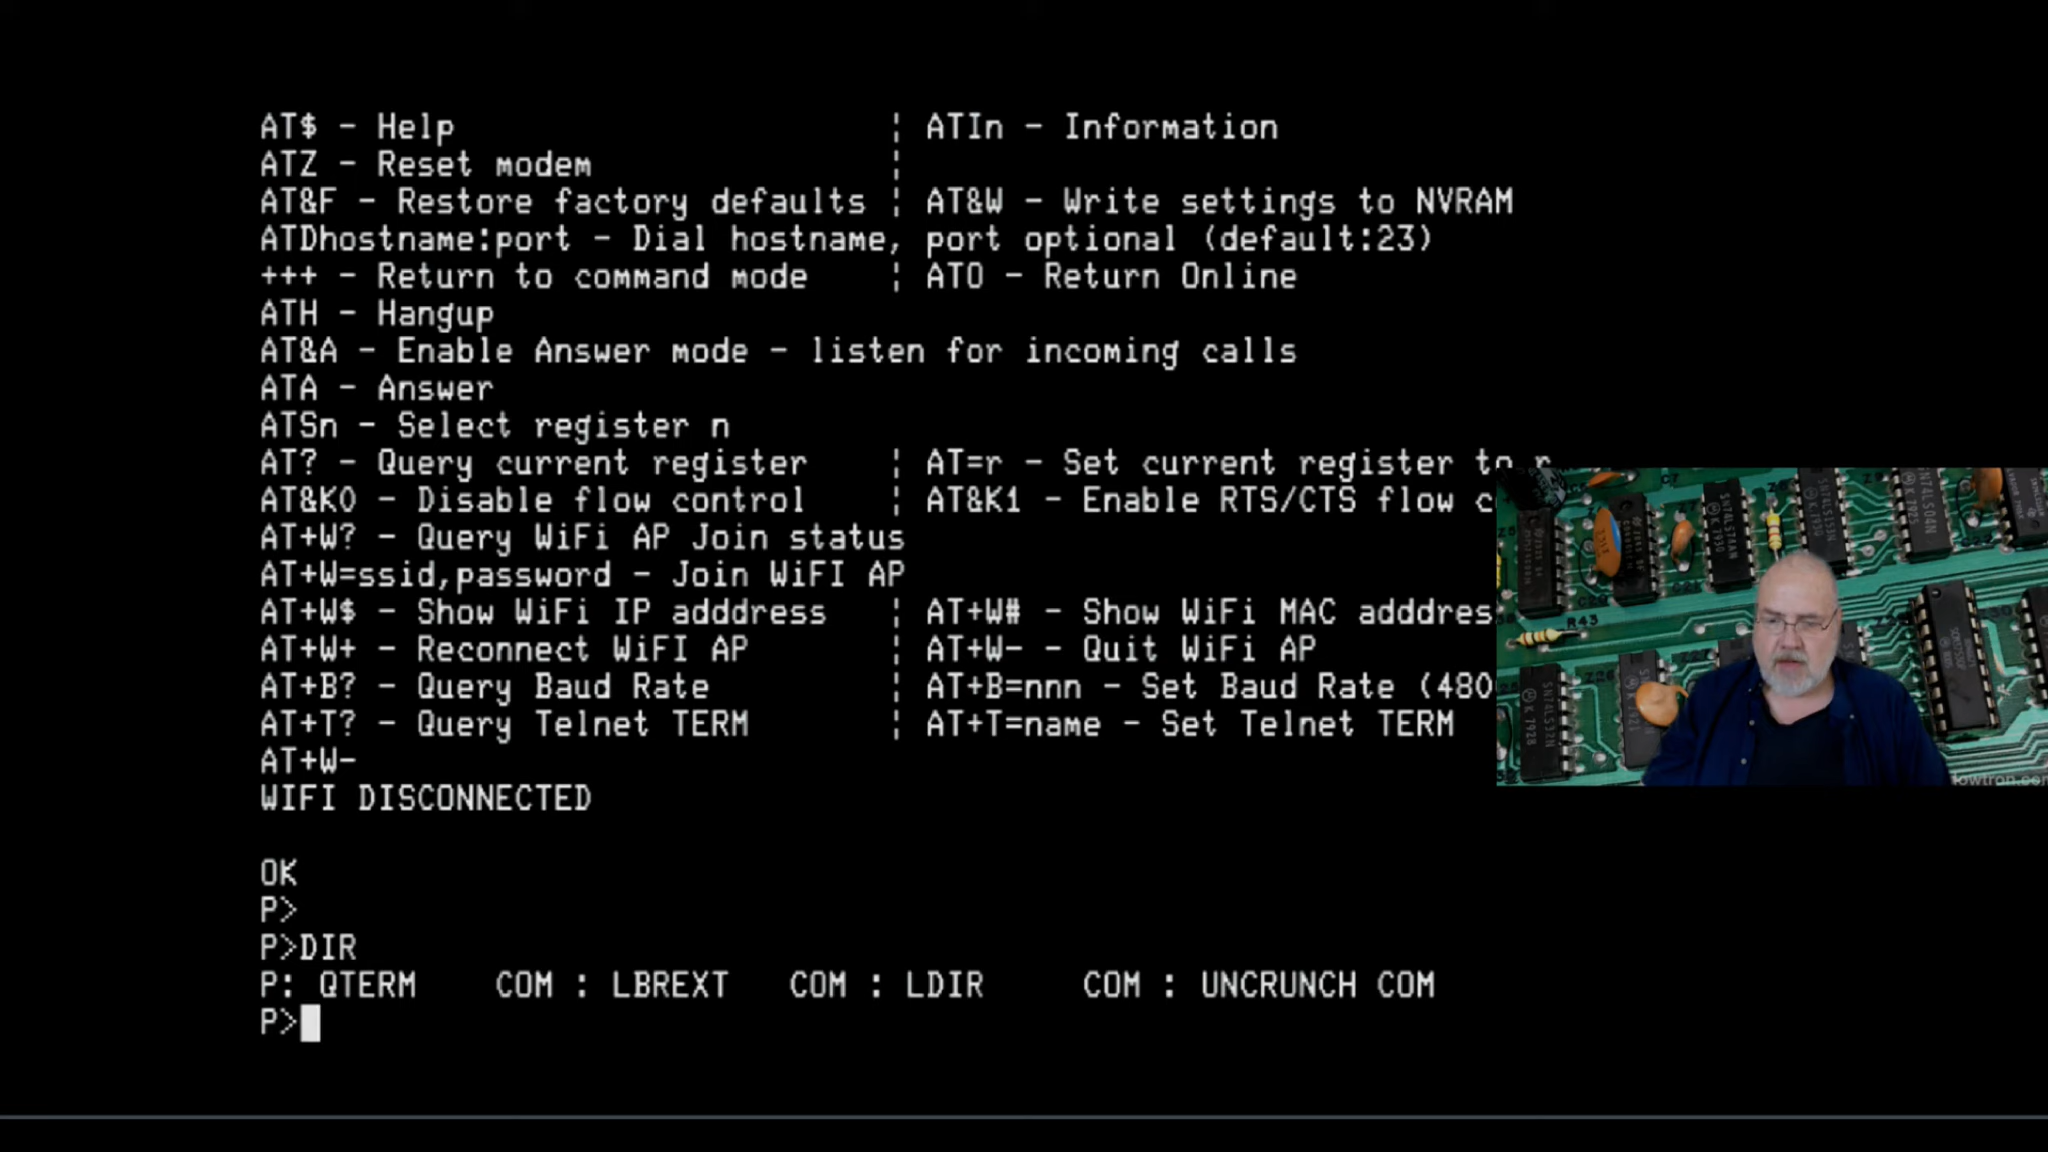 AT$ - Help ¦ ATIn - Information
ATZ - Reset modem ¦
AT&F - Restore factory defaults ¦ AT&W - Write settings to NVRAM
ATDhostname:port - Dial hostname, port optional (default:23)
+++ - Return to command mode ¦ ATO - Return Online
ATH - Hangup
AT&A - Enable Answer mode - listen for incoming calls
ATA - Answer
ATSn - Select register n
AT? - Query current register ¦ AT=r - Set current register to r
AT&K0 - Disable flow control ¦ AT&K1 - Enable RTS/CTS flow c
AT+W? - Query WiFi AP Join status
AT+W=ssid,password - Join WiFI AP
AT+W$ - Show WiFi IP adddress ¦ AT+W# - Show WiFi MAC adddres
AT+W+ - Reconnect WiFI AP ¦ AT+W- - Quit WiFi AP
AT+B? - Query Baud Rate ¦ AT+B=nnn - Set Baud Rate (480
AT+T? - Query Telnet TERM ¦ AT+T=name - Set Telnet TERM
AT+W-
WIFI DISCONNECTED
OK
P>
P>DIR
P: QTERM COM : LBREXT COM : LDIR COM : UNCRUNCH COM
P>
R43
SN74LS04N
SN74LS32N
K 7928